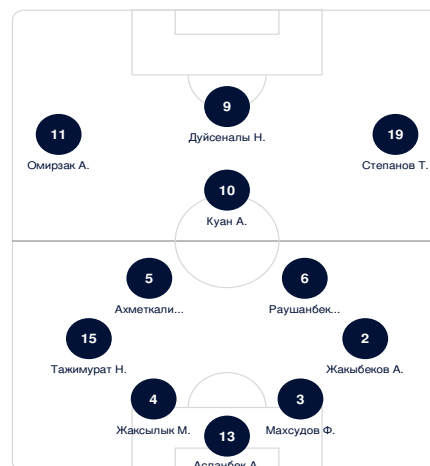 9
Дуйсеналы Н.
11
19
Омирзак А.
Степанов Т.
10
Куан А.
5
6
Ахметкали...
Раушанбек...
15
2
Тажимурат Н.
Жакыбеков А.
4
3
Жаксылык М.
Махсудов Ф.
13
Асланбек А.